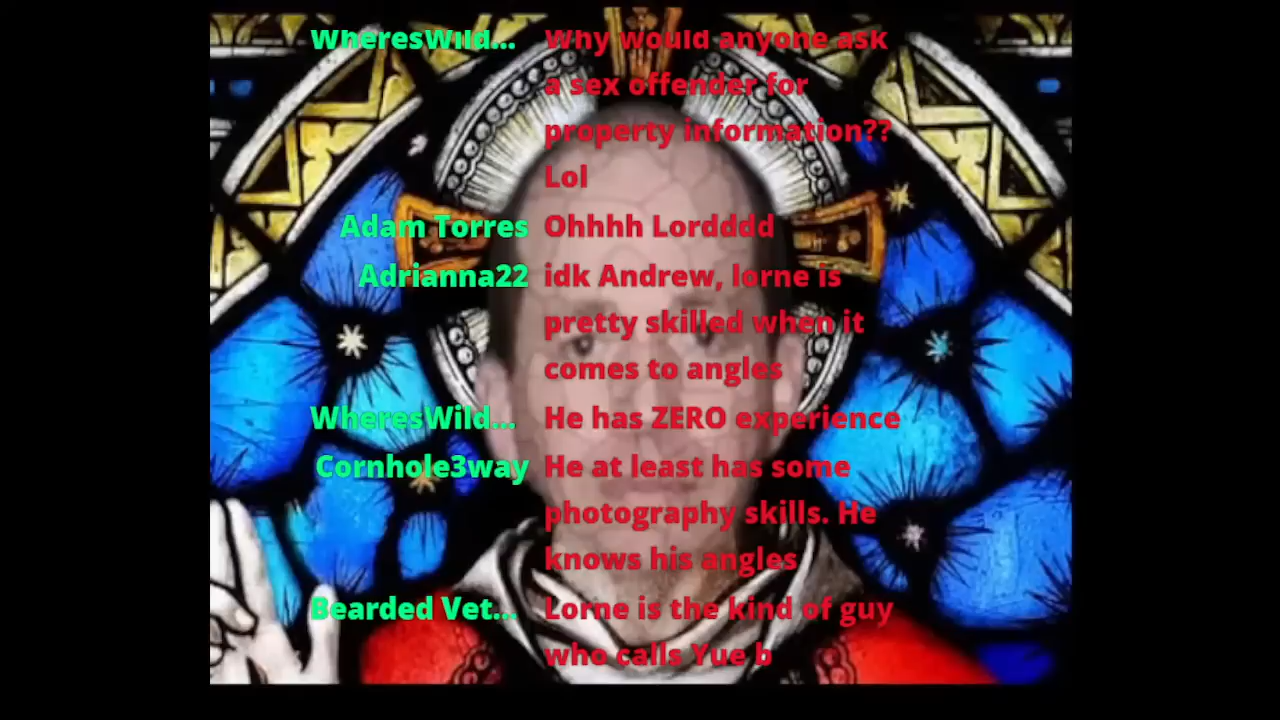 WheresWild... Why would anyone ask
a sex offender for
property information??
Lol
Adam Torres Ohhhh Lordddd
Adrianna22 idk Andrew, lorne is
pretty skilled when it
comes to angles
WheresWild... He has ZERO experience
Cornhole3way He at least has some
photography skills. He
knows his angles
Bearded Vet... Lorne is the kind of guy
who calls Yue b